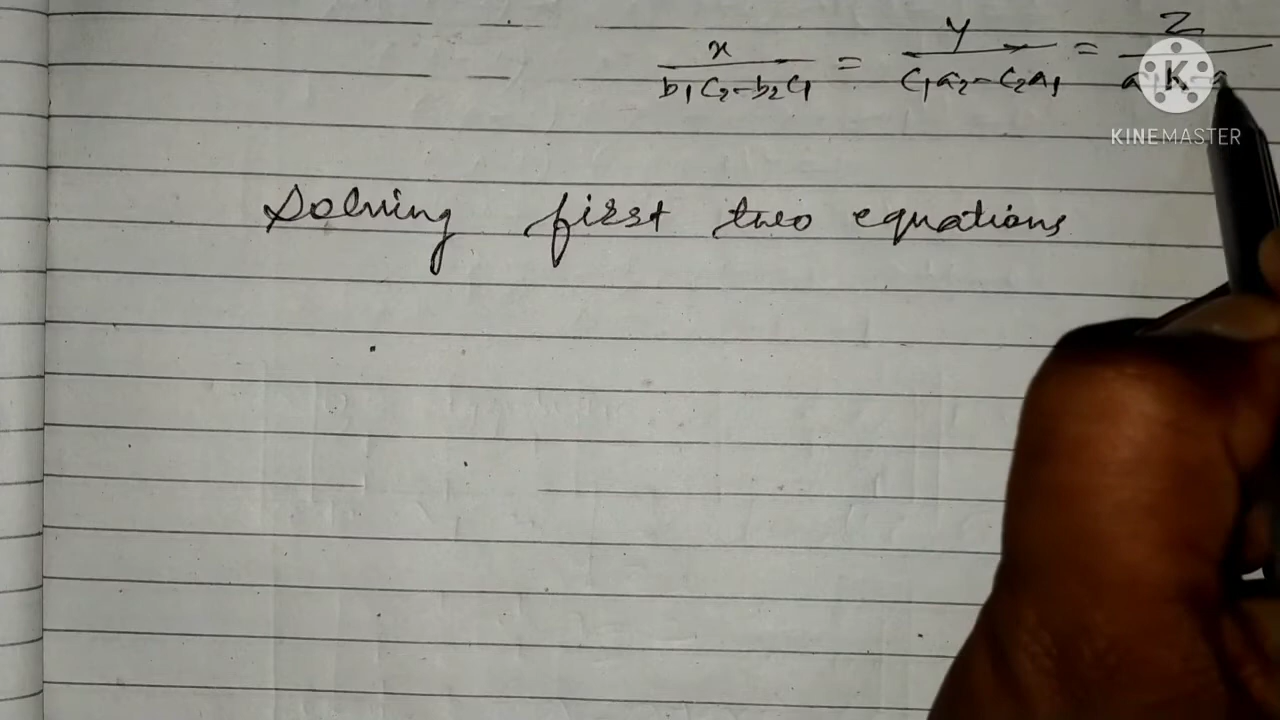 x/(b₁c₂-b₂c₁) = y/(c₁a₂-c₂a₁) = z/a
K
KINEMASTER
Solving first two equations